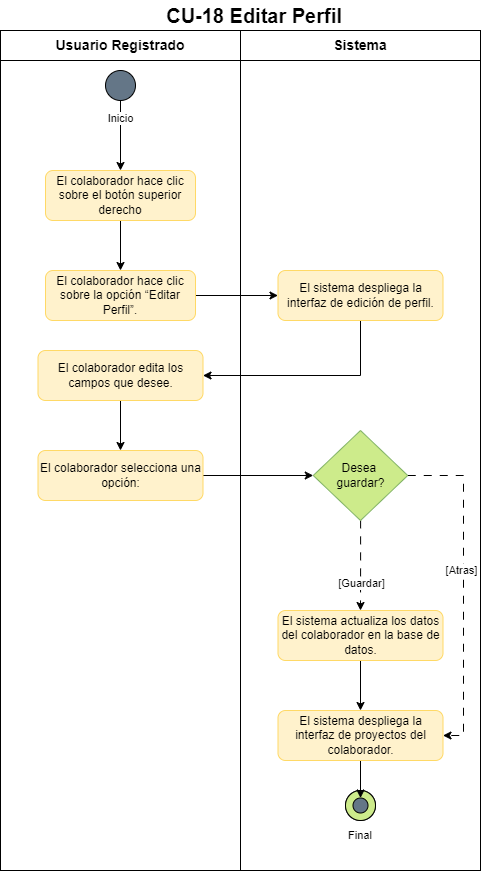 CU-18 Editar Perfil
Usuario Registrado
Sistema
Inicio
El colaborador hace clic
sobre el botón superior
derecho
El colaborador hace clic
sobre la opción “Editar
Perfil”.
El sistema despliega la
interfaz de edición de perfil.
El colaborador edita los
campos que desee.
El colaborador selecciona una
opción:
Desea
guardar?
[Atras]
[Guardar]
El sistema actualiza los datos
del colaborador en la base de
datos.
El sistema despliega la
interfaz de proyectos del
colaborador.
Final